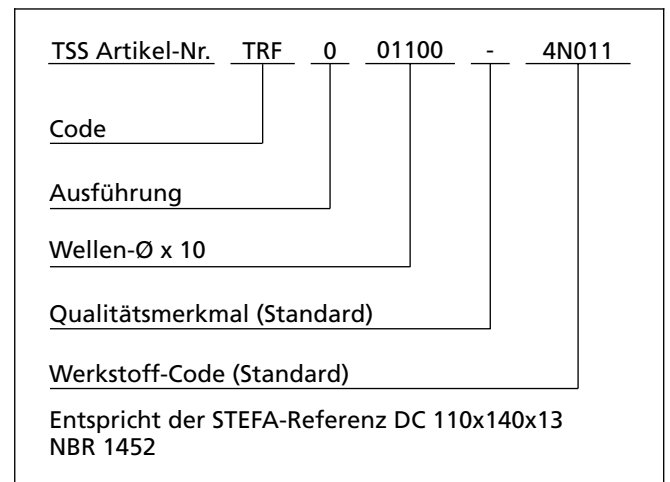 TSS Artikel-Nr. TRF 0 01100 - 4N011
Code
Ausführung
Wellen-Ø x 10
Qualitätsmerkmal (Standard)
Werkstoff-Code (Standard)
Entspricht der STEFA-Referenz DC 110x140x13
NBR 1452